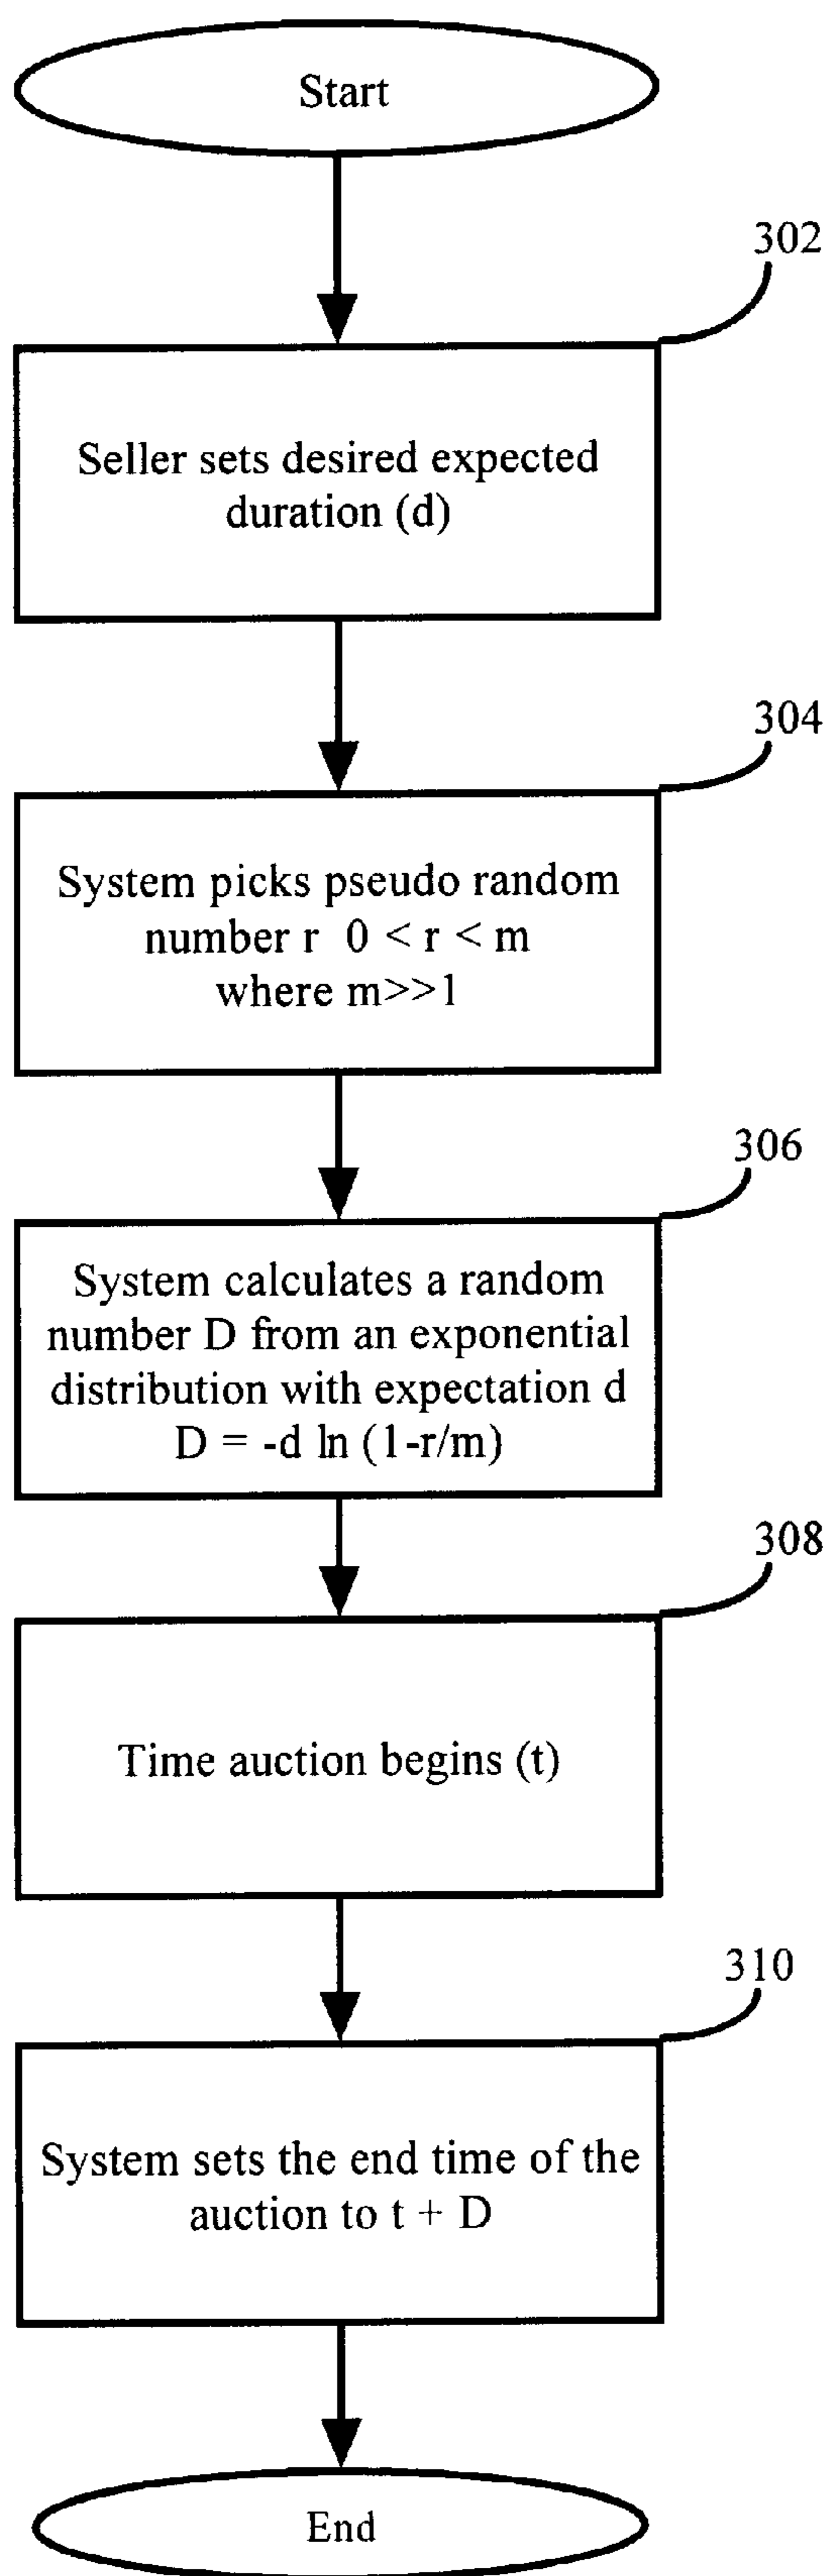 Start
302
Seller sets desired expected
duration (d)
304
System picks pseudo random
number r 0 < r < m
where m>>1
306
System calculates a random
number D from an exponential
distribution with expectation d
D = -d ln (1-r/m)
308
Time auction begins (t)
310
System sets the end time of the
auction to t + D
End